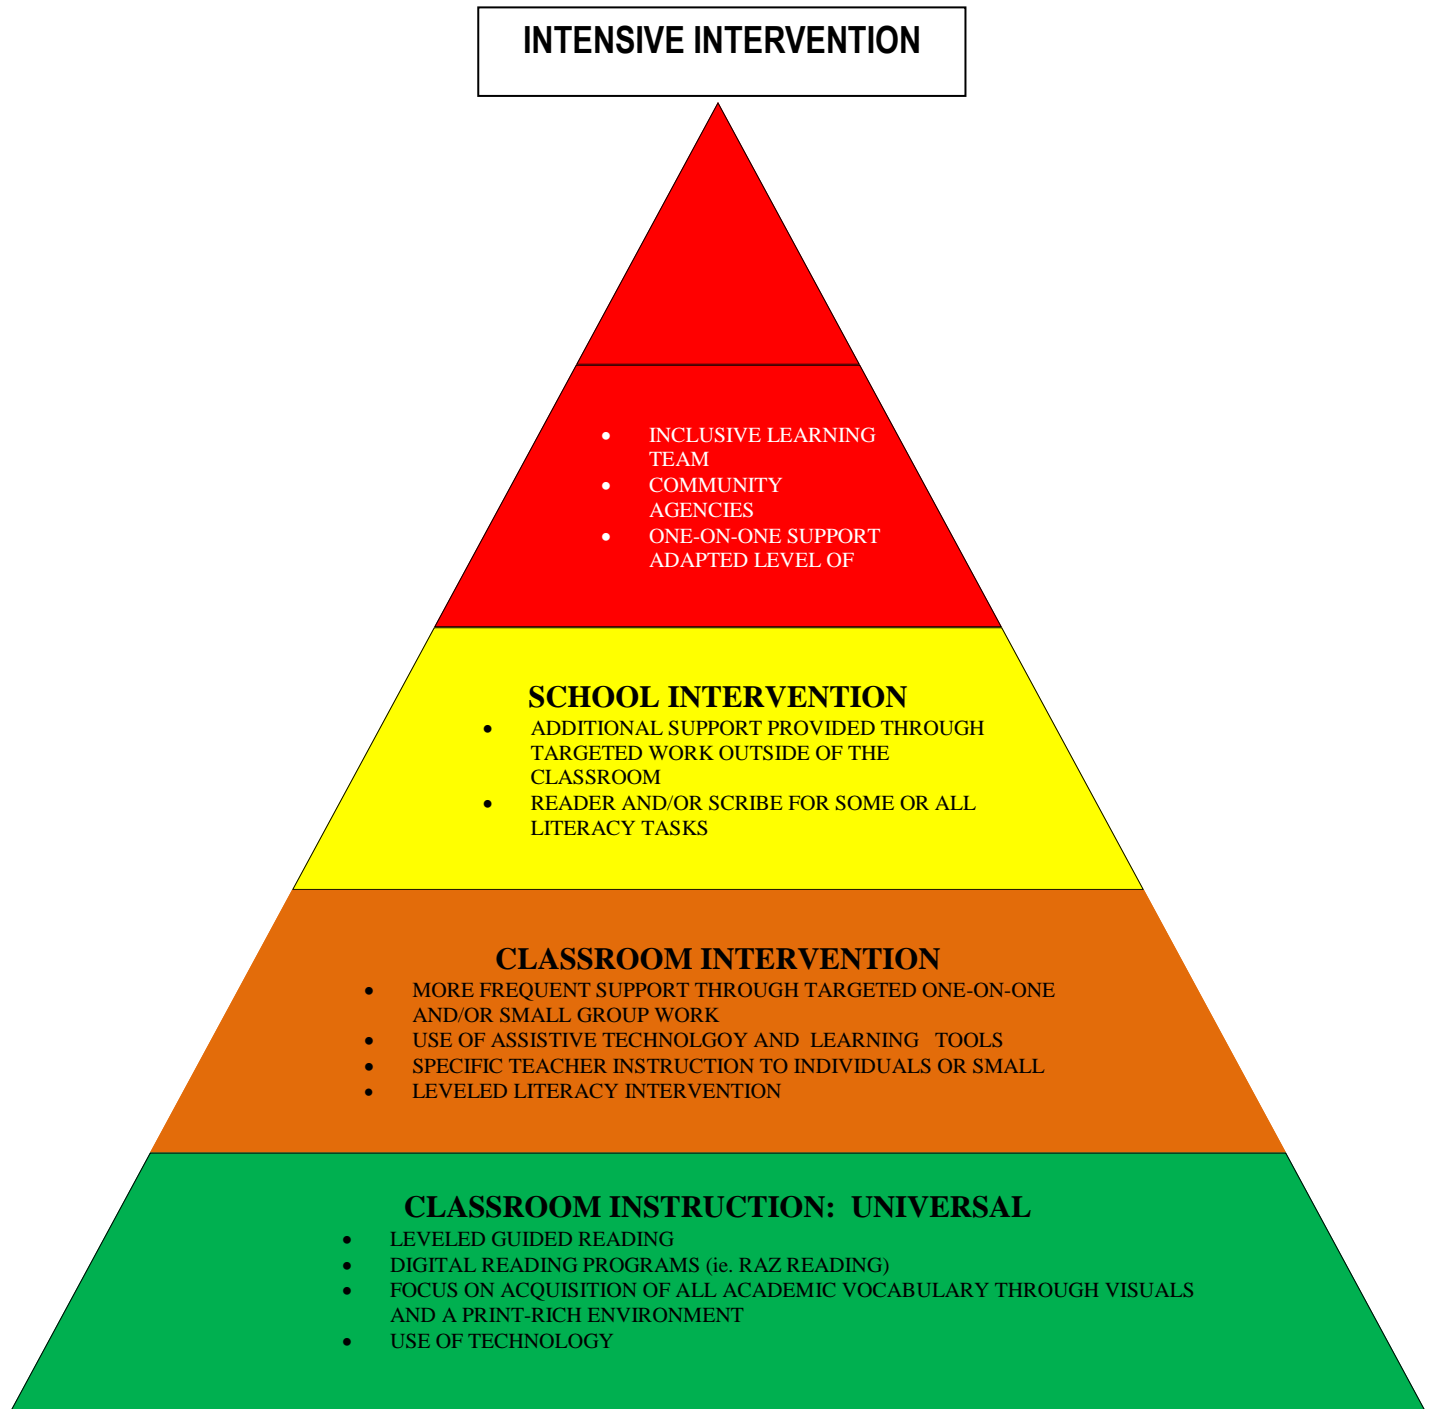 INTENSIVE INTERVENTION
• INCLUSIVE LEARNING
TEAM
• COMMUNITY
AGENCIES
• ONE-ON-ONE SUPPORT
ADAPTED LEVEL OF
SCHOOL INTERVENTION
• ADDITIONAL SUPPORT PROVIDED THROUGH
TARGETED WORK OUTSIDE OF THE
CLASSROOM
• READER AND/OR SCRIBE FOR SOME OR ALL
LITERACY TASKS
CLASSROOM INTERVENTION
• MORE FREQUENT SUPPORT THROUGH TARGETED ONE-ON-ONE
AND/OR SMALL GROUP WORK
• USE OF ASSISTIVE TECHNOLGOY AND LEARNING TOOLS
• SPECIFIC TEACHER INSTRUCTION TO INDIVIDUALS OR SMALL
• LEVELED LITERACY INTERVENTION
CLASSROOM INSTRUCTION: UNIVERSAL
• LEVELED GUIDED READING
• DIGITAL READING PROGRAMS (ie. RAZ READING)
• FOCUS ON ACQUISITION OF ALL ACADEMIC VOCABULARY THROUGH VISUALS
AND A PRINT-RICH ENVIRONMENT
• USE OF TECHNOLOGY